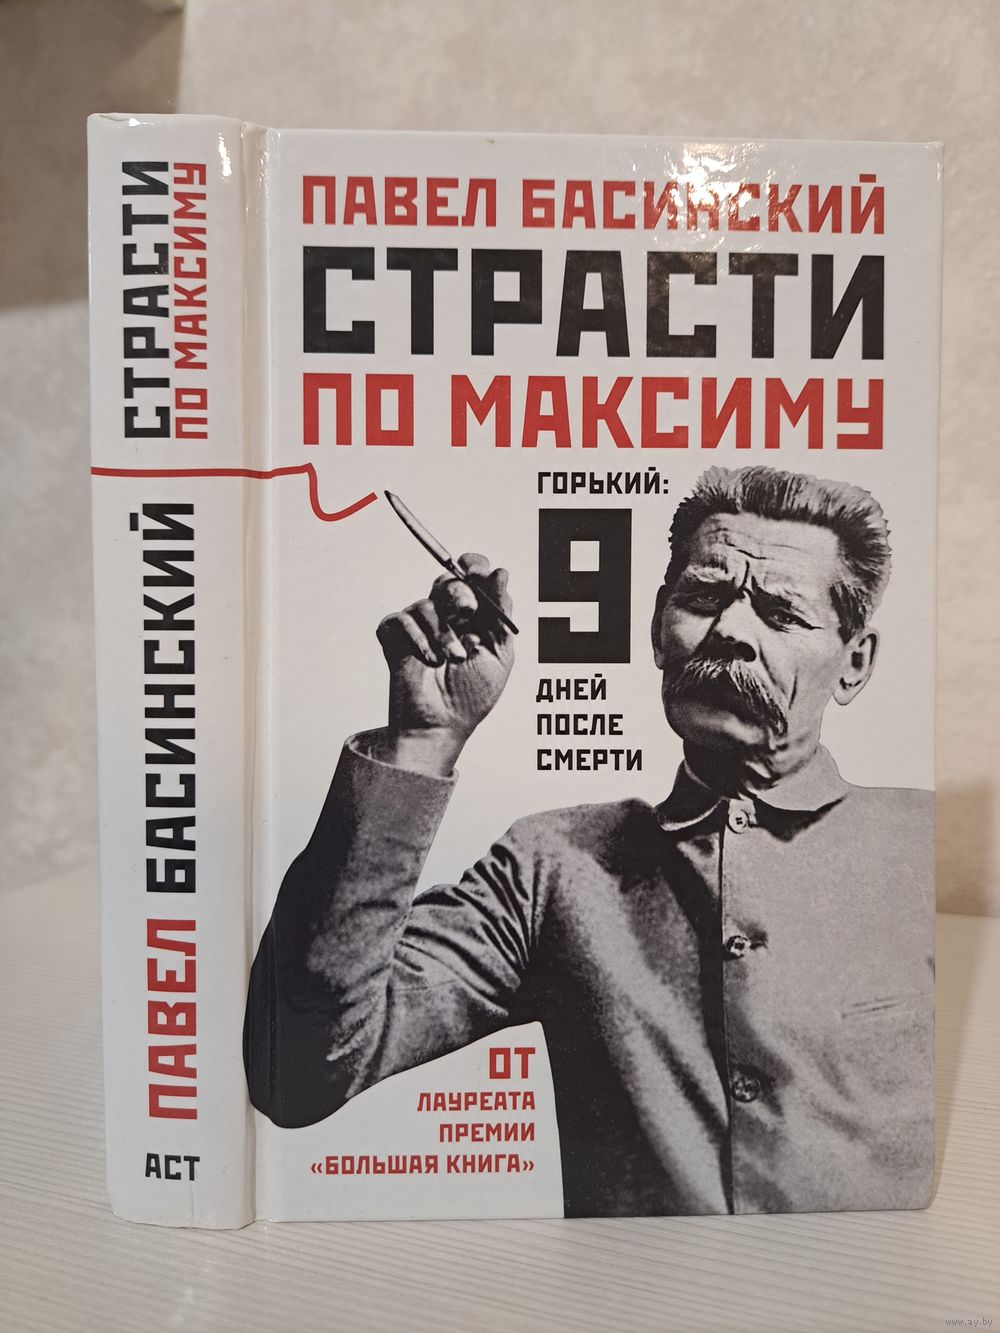 СТРАСТИ
ПО МАКСИМУ
ПАВЕЛ БАСИНСКИЙ
АСТ
ПАВЕЛ БАСИНСКИЙ
СТРАСТИ
ПО МАКСИМУ
ГОРЬКИЙ:
9
ДНЕЙ
ПОСЛЕ
СМЕРТИ
ОТ
ЛАУРЕАТА
ПРЕМИИ
«БОЛЬШАЯ КНИГА»
www.ay.by